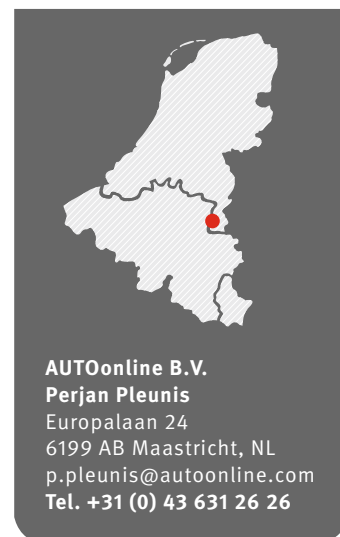 AUTOonline B.V.
Perjan Pleunis
Europalaan 24
6199 AB Maastricht, NL
p.pleunis@autoonline.com
Tel. +31 (0) 43 631 26 26